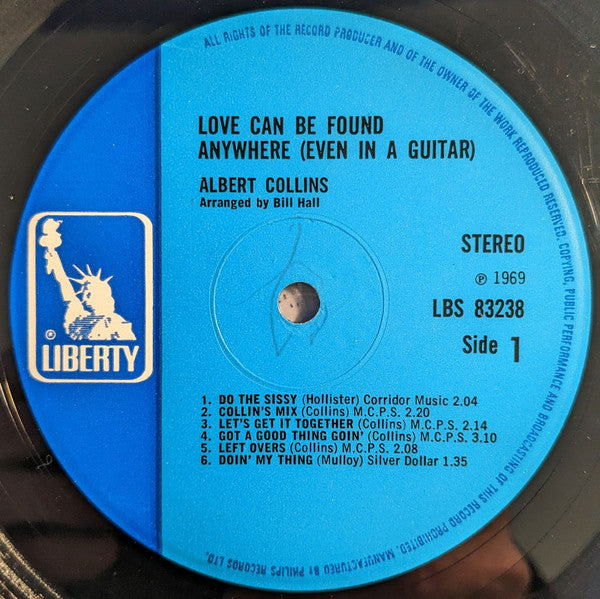 ALL RIGHTS OF THE RECORD PRODUCER AND OF THE OWNER OF THE WORK REPRODUCED RESERVED. COPYING, PUBLIC PERFORMANCE AND BROADCASTING OF THIS RECORD PROHIBITED. MANUFACTURED BY PHILIPS RECORDS LTD.
LOVE CAN BE FOUND
ANYWHERE (EVEN IN A GUITAR)
ALBERT COLLINS
Arranged by Bill Hall
STEREO
℗ 1969
LBS 83238
Side 1
® LIBERTY
1. DO THE SISSY (Hollister) Corridor Music 2.04
2. COLLIN'S MIX (Collins) M.C.P.S. 2.20
3. LET'S GET IT TOGETHER (Collins) M.C.P.S. 2.14
4. GOT A GOOD THING GOIN' (Collins) M.C.P.S. 3.10
5. LEFT OVERS (Collins) M.C.P.S. 2.08
6. DOIN' MY THING (Mulloy) Silver Dollar 1.35